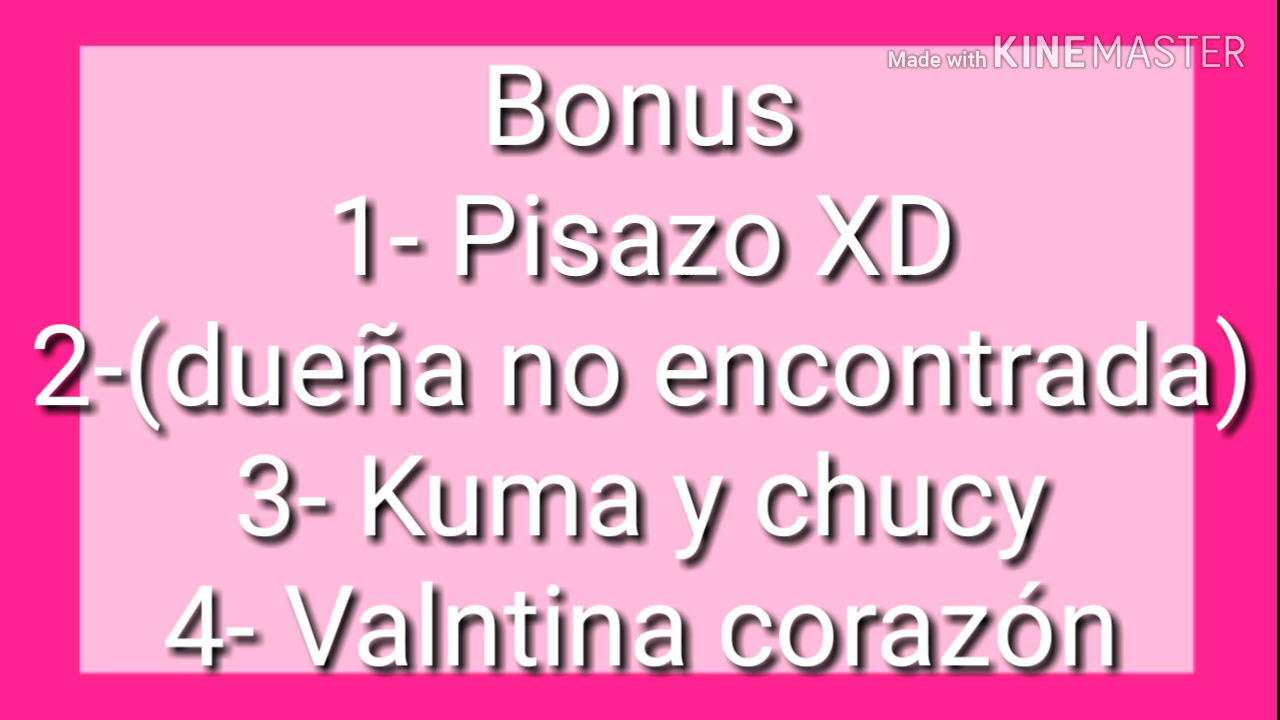 Made with KINEMASTER
Bonus
1- Pisazo XD
2-(dueña no encontrada)
3- Kuma y chucy
4- Valntina corazón